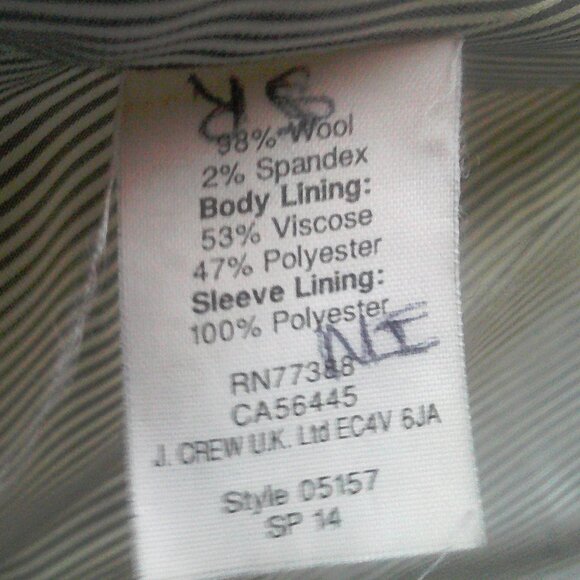 98% Wool
2% Spandex
Body Lining:
53% Viscose
47% Polyester
Sleeve Lining:
100% Polyester
NI
RN77388
CA56445
J. CREW U.K. Ltd EC4V 6JA
Style 05157
SP 14